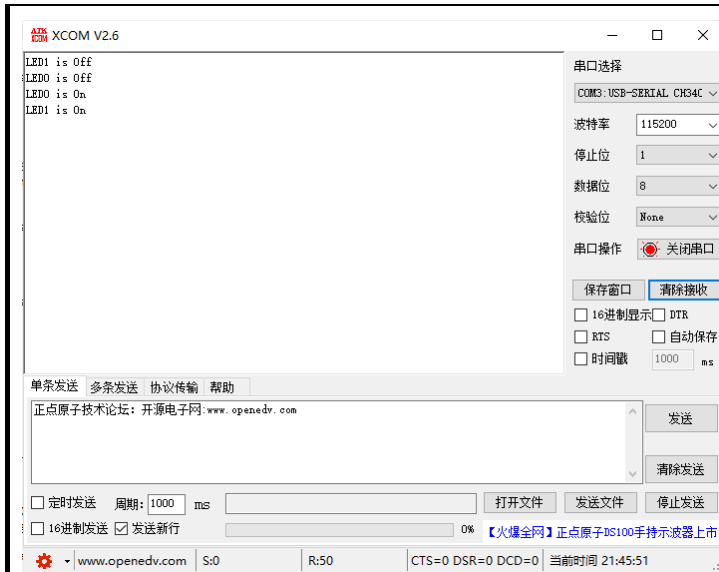 ATK XCOM XCOM V2.6
LED1 is Off
LED0 is Off
LED0 is On
LED1 is On
串口选择
COM3:USB-SERIAL CH340
波特率 115200
停止位 1
数据位 8
校验位 None
串口操作 关闭串口
保存窗口 清除接收
16进制显示 DTR
RTS 自动保存
时间戳 1000 ms
单条发送 多条发送 协议传输 帮助
正点原子技术论坛：开源电子网:www.openedv.com
发送
清除发送
定时发送 周期: 1000 ms 打开文件 发送文件 停止发送
16进制发送 发送新行 0% 【火爆全网】正点原子DS100手持示波器上市
www.openedv.com S:0 R:50 CTS=0 DSR=0 DCD=0 当前时间 21:45:51